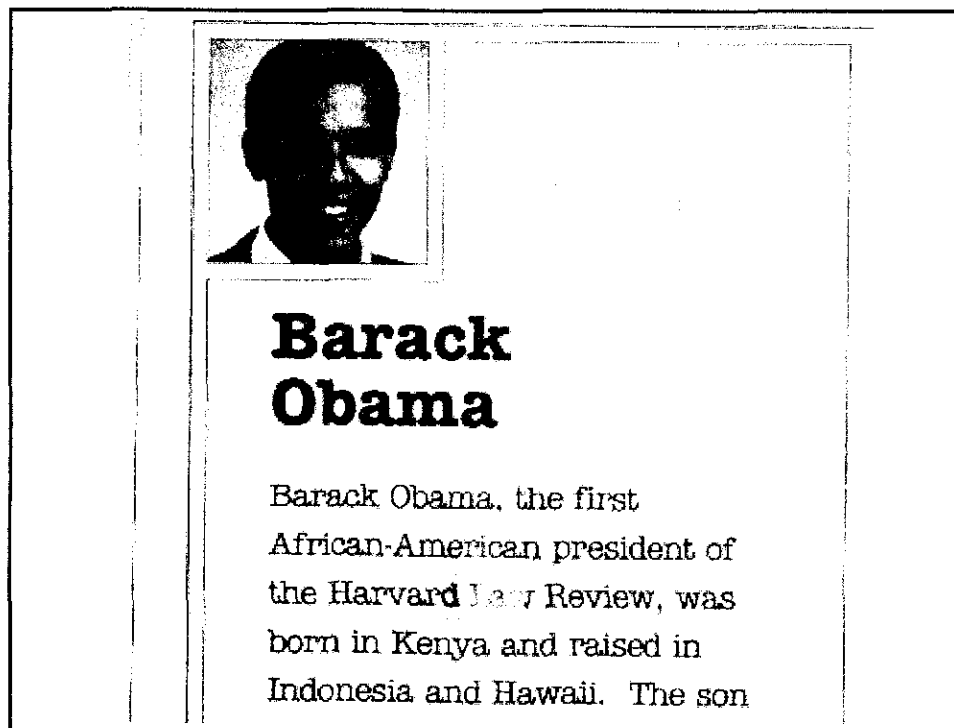 Barack
Obama
Barack Obama, the first
African-American president of
the Harvard Law Review, was
born in Kenya and raised in
Indonesia and Hawaii. The son